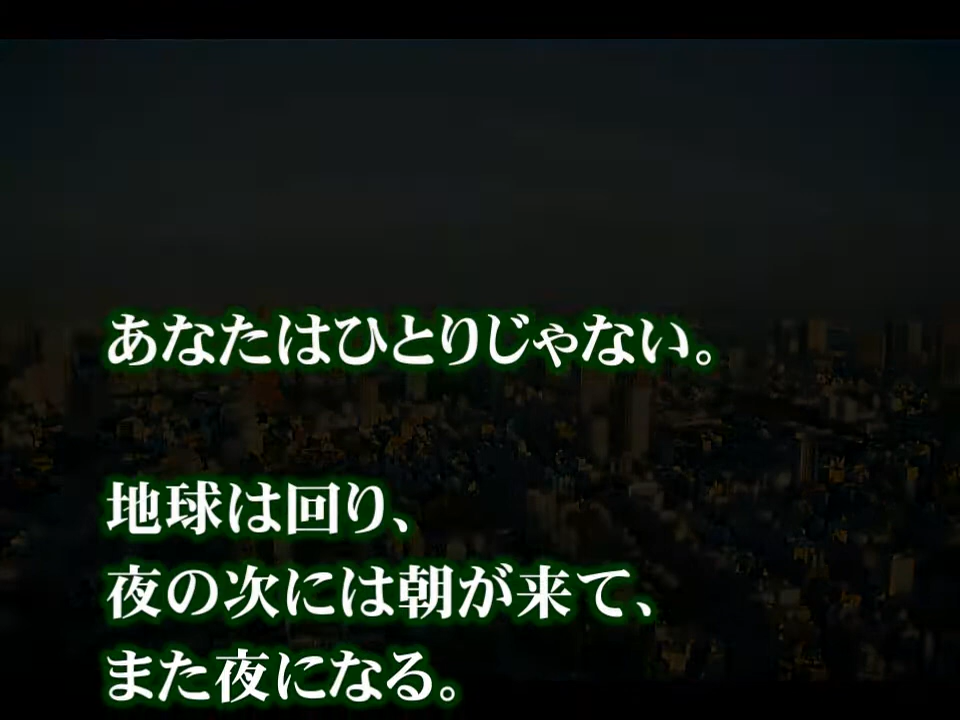 あなたはひとりじゃない。
地球は回り、
夜の次には朝が来て、
また夜になる。